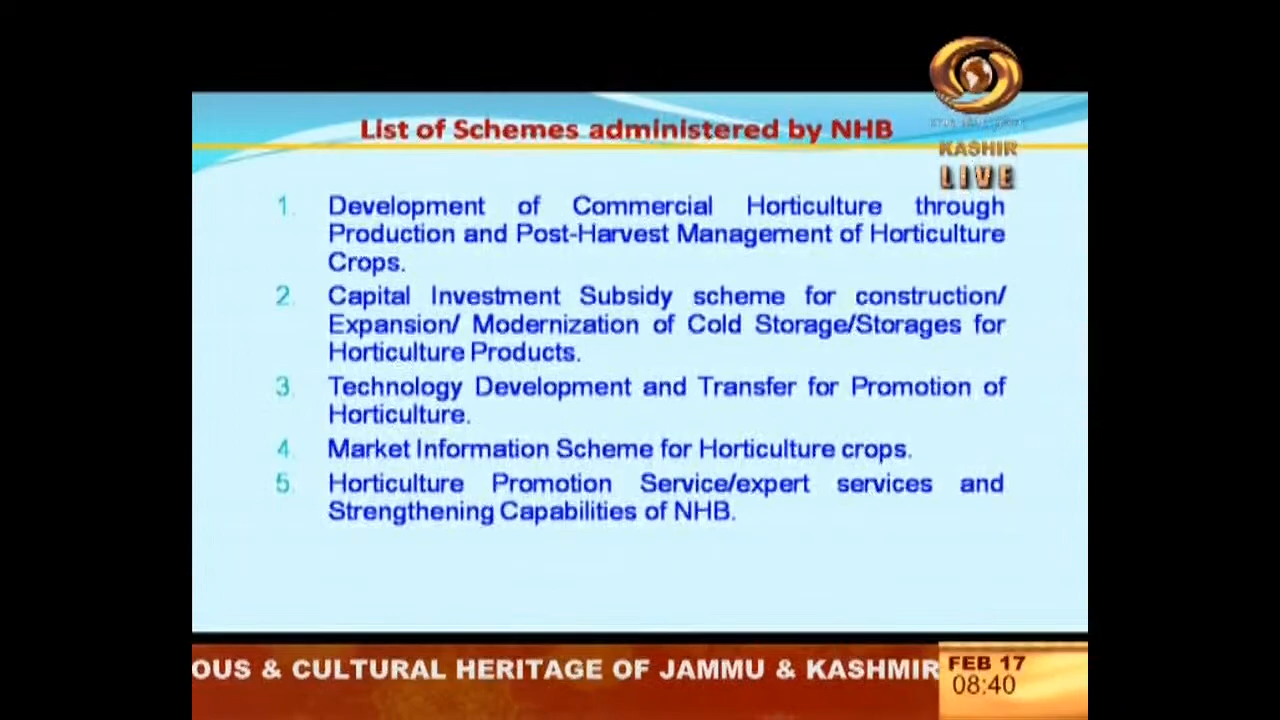 List of Schemes administered by NHB
KASHIR
LIVE
1. Development of Commercial Horticulture through
Production and Post-Harvest Management of Horticulture
Crops.
2. Capital Investment Subsidy scheme for construction/
Expansion/ Modernization of Cold Storage/Storages for
Horticulture Products.
3. Technology Development and Transfer for Promotion of
Horticulture.
4. Market Information Scheme for Horticulture crops.
5. Horticulture Promotion Service/expert services and
Strengthening Capabilities of NHB.
OUS & CULTURAL HERITAGE OF JAMMU & KASHMIR
FEB 17
08:40